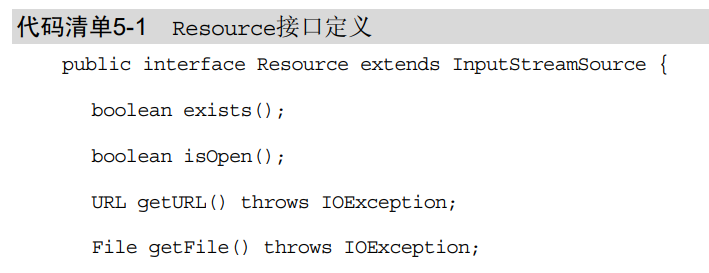 代码清单5-1 Resource接口定义
public interface Resource extends InputStreamSource {
boolean exists();
boolean isOpen();
URL getURL() throws IOException;
File getFile() throws IOException;